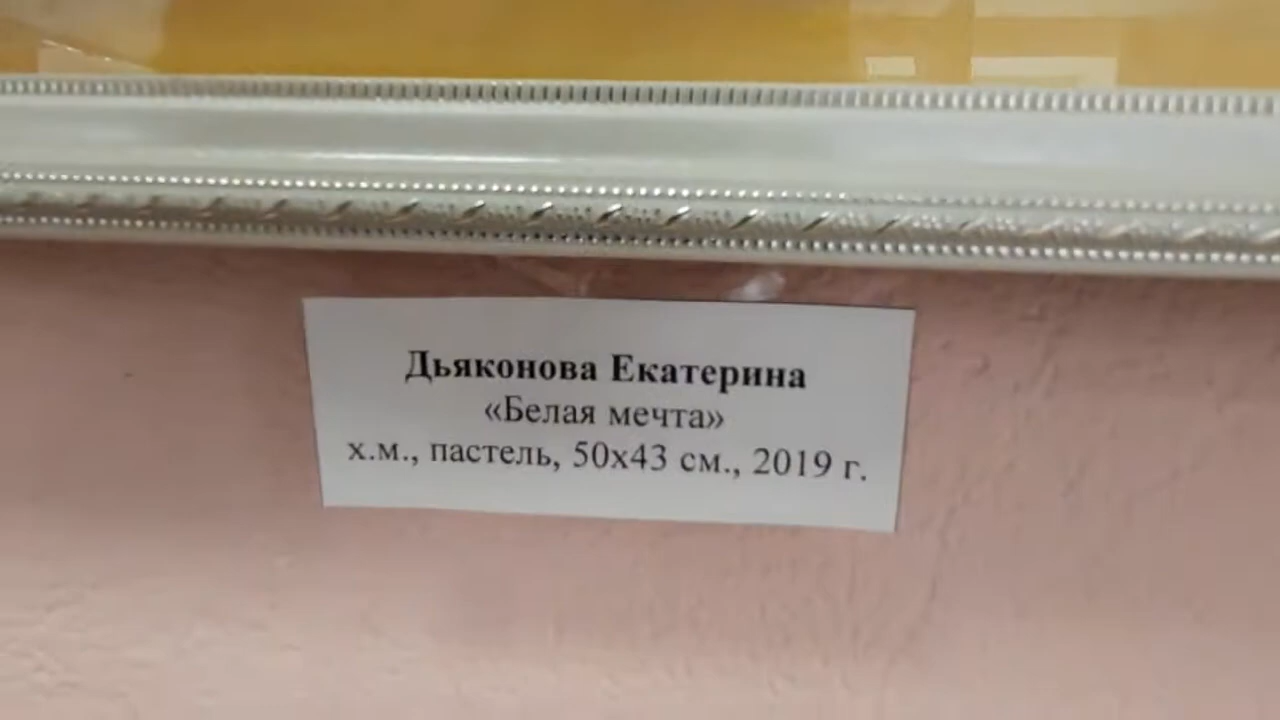 Дьяконова Екатерина
«Белая мечта»
х.м., пастель, 50х43 см., 2019 г.